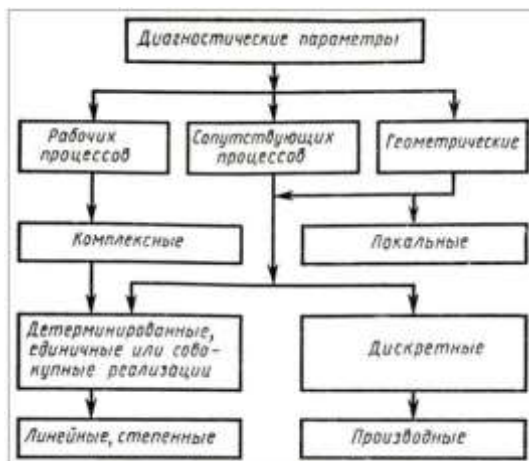 Диагностические параметры
Рабочих
процессов
Сопутствующих
процессов
Геометрические
Комплексные
Локальные
Детерминированные,
единичные или сово-
купные реализации
Дискретные
Линейные, степенные
Производные